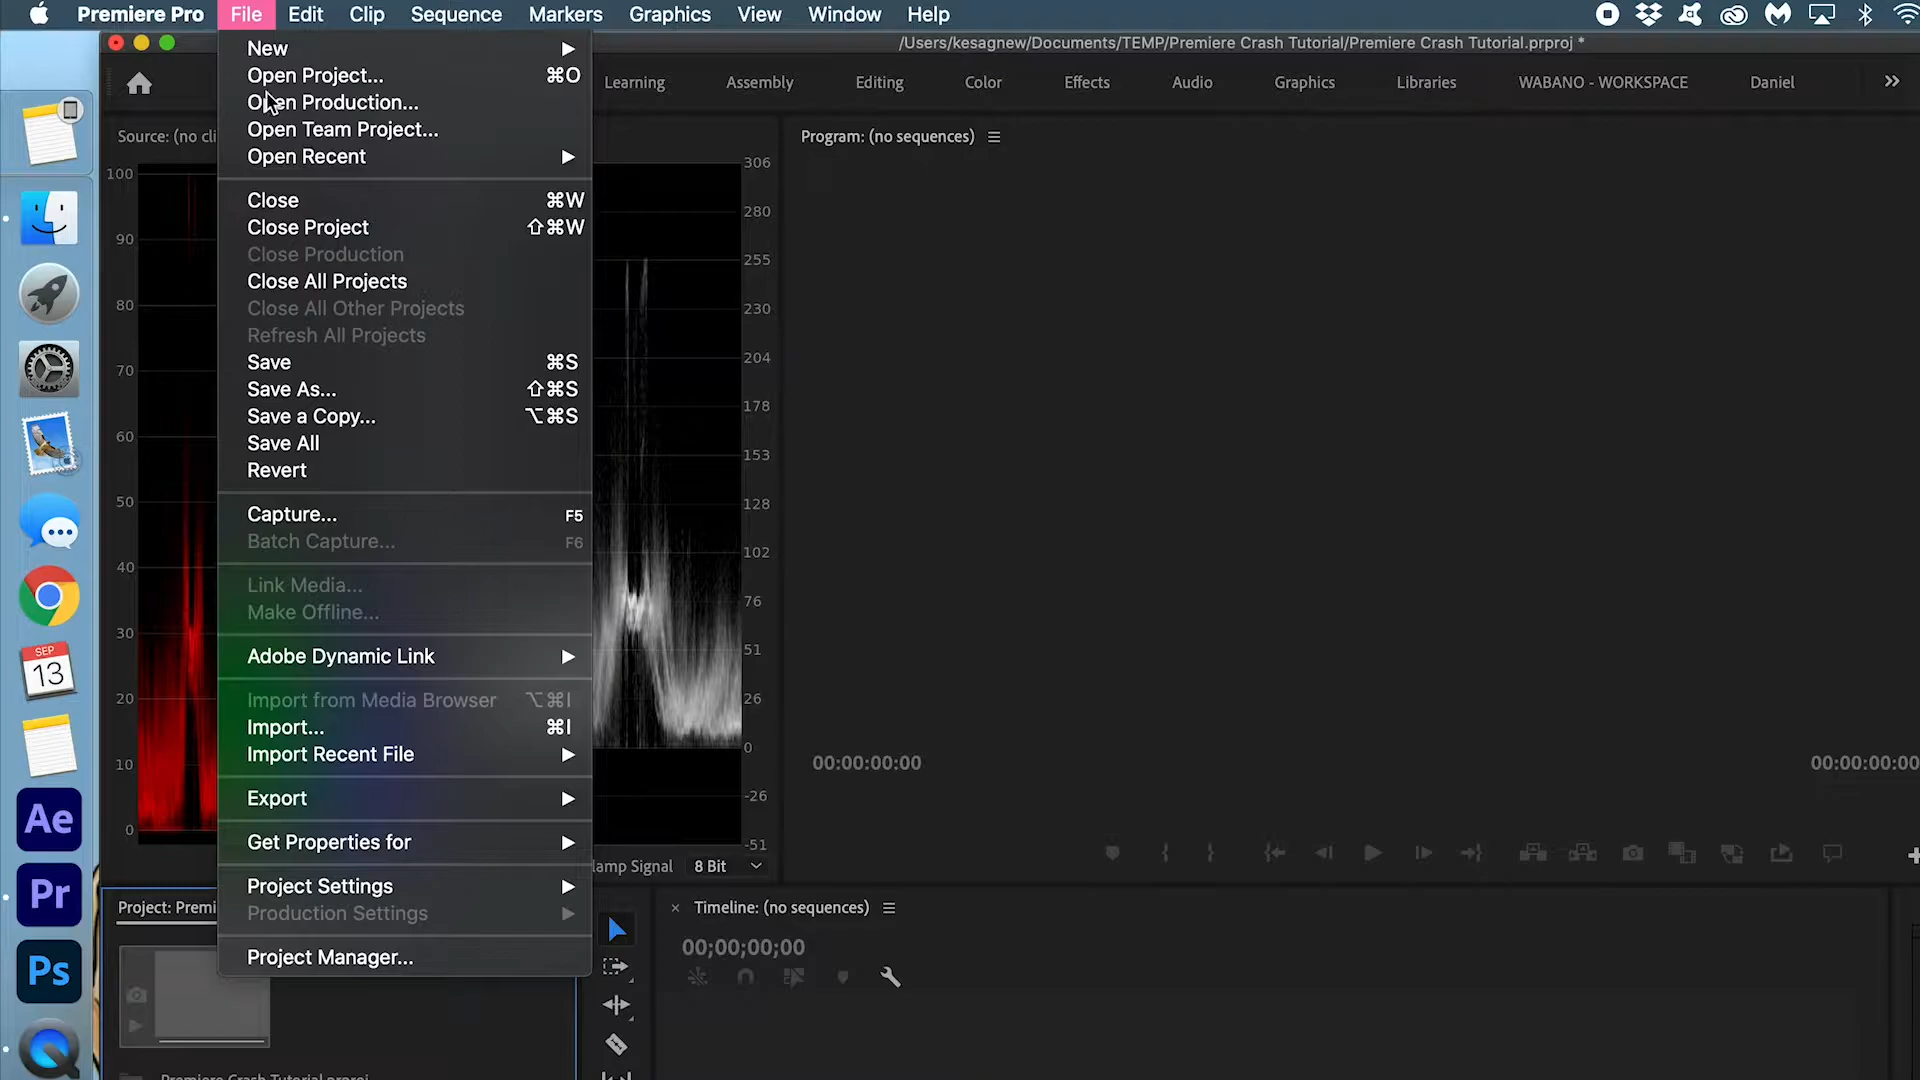 Premiere Pro File Edit Clip Sequence Markers Graphics View Window Help
/Users/kesagnew/Documents/TEMP/Premiere Crash Tutorial/Premiere Crash Tutorial.prproj *
Learning Assembly Editing Color Effects Audio Graphics Libraries WABANO - WORKSPACE Daniel
New
Open Project... ⌘O
Open Production...
Open Team Project...
Open Recent
Close ⌘W
Close Project ⇧⌘W
Close Production
Close All Projects
Close All Other Projects
Refresh All Projects
Save ⌘S
Save As... ⇧⌘S
Save a Copy... ⌥⌘S
Save All
Revert
Capture... F5
Batch Capture... F6
Link Media...
Make Offline...
Adobe Dynamic Link
Import from Media Browser ⌥⌘I
Import... ⌘I
Import Recent File
Export
Get Properties for
Project Settings
Production Settings
Project Manager...
Source: (no cli
100
90
80
70
60
50
40
30
20
10
0
306
280
255
230
204
178
153
128
102
76
51
26
0
-26
-51
lamp Signal 8 Bit
Program: (no sequences)
00:00:00:00 00:00:00:00
Project: Premi
Timeline: (no sequences)
00;00;00;00
Premiere Crash Tutorial.prproj
SEP
13
Ae
Pr
Ps